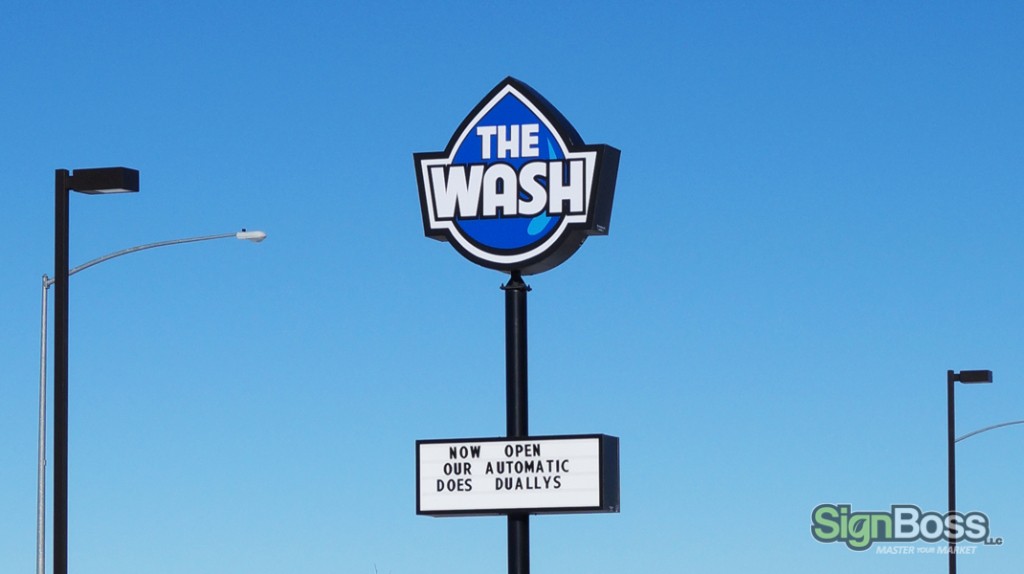 THE
WASH
NOW OPEN
OUR AUTOMATIC
DOES DUALLYS
SignBoss LLC
MASTER YOUR MARKET